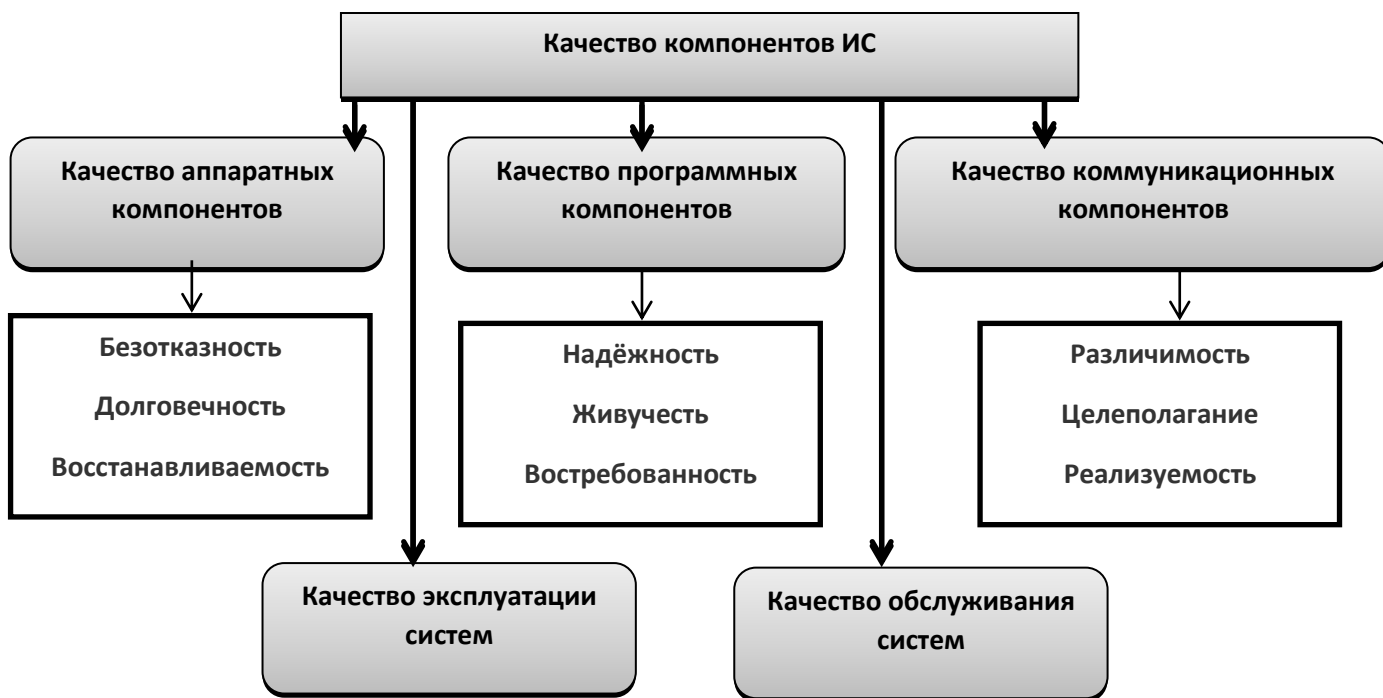 Качество компонентов ИС
Качество аппаратных
компонентов
Качество программных
компонентов
Качество коммуникационных
компонентов
Безотказность
Долговечность
Восстанавливаемость
Надёжность
Живучесть
Востребованность
Различимость
Целеполагание
Реализуемость
Качество эксплуатации
систем
Качество обслуживания
систем